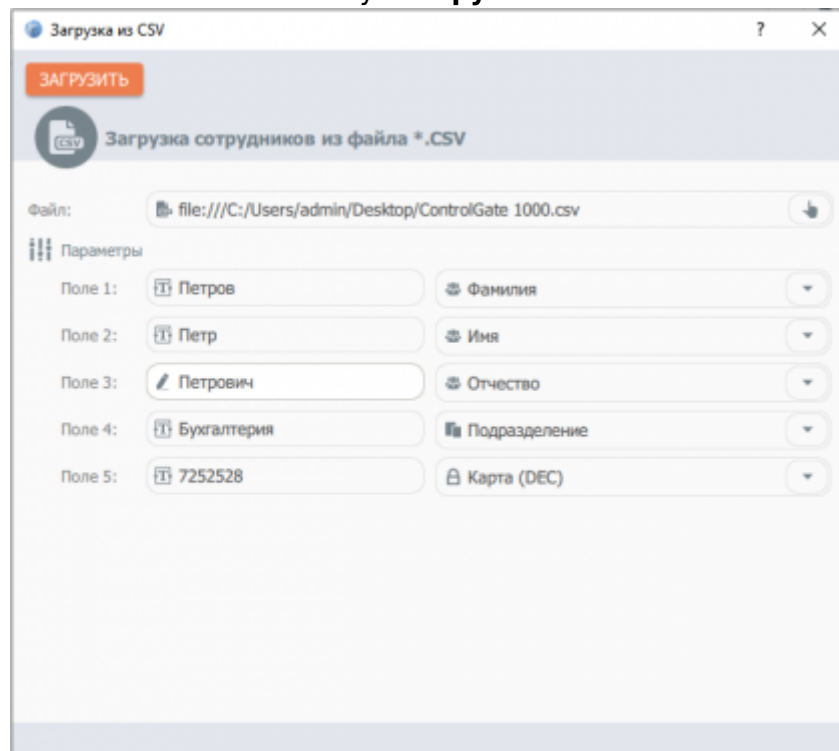 Загрузка из CSV ?
ЗАГРУЗИТЬ
CSV Загрузка сотрудников из файла *.CSV
Файл: file:///C:/Users/admin/Desktop/ControlGate 1000.csv
Параметры
Поле 1: Петров Фамилия
Поле 2: Петр Имя
Поле 3: Петрович Отчество
Поле 4: Бухгалтерия Подразделение
Поле 5: 7252528 Карта (DEC)